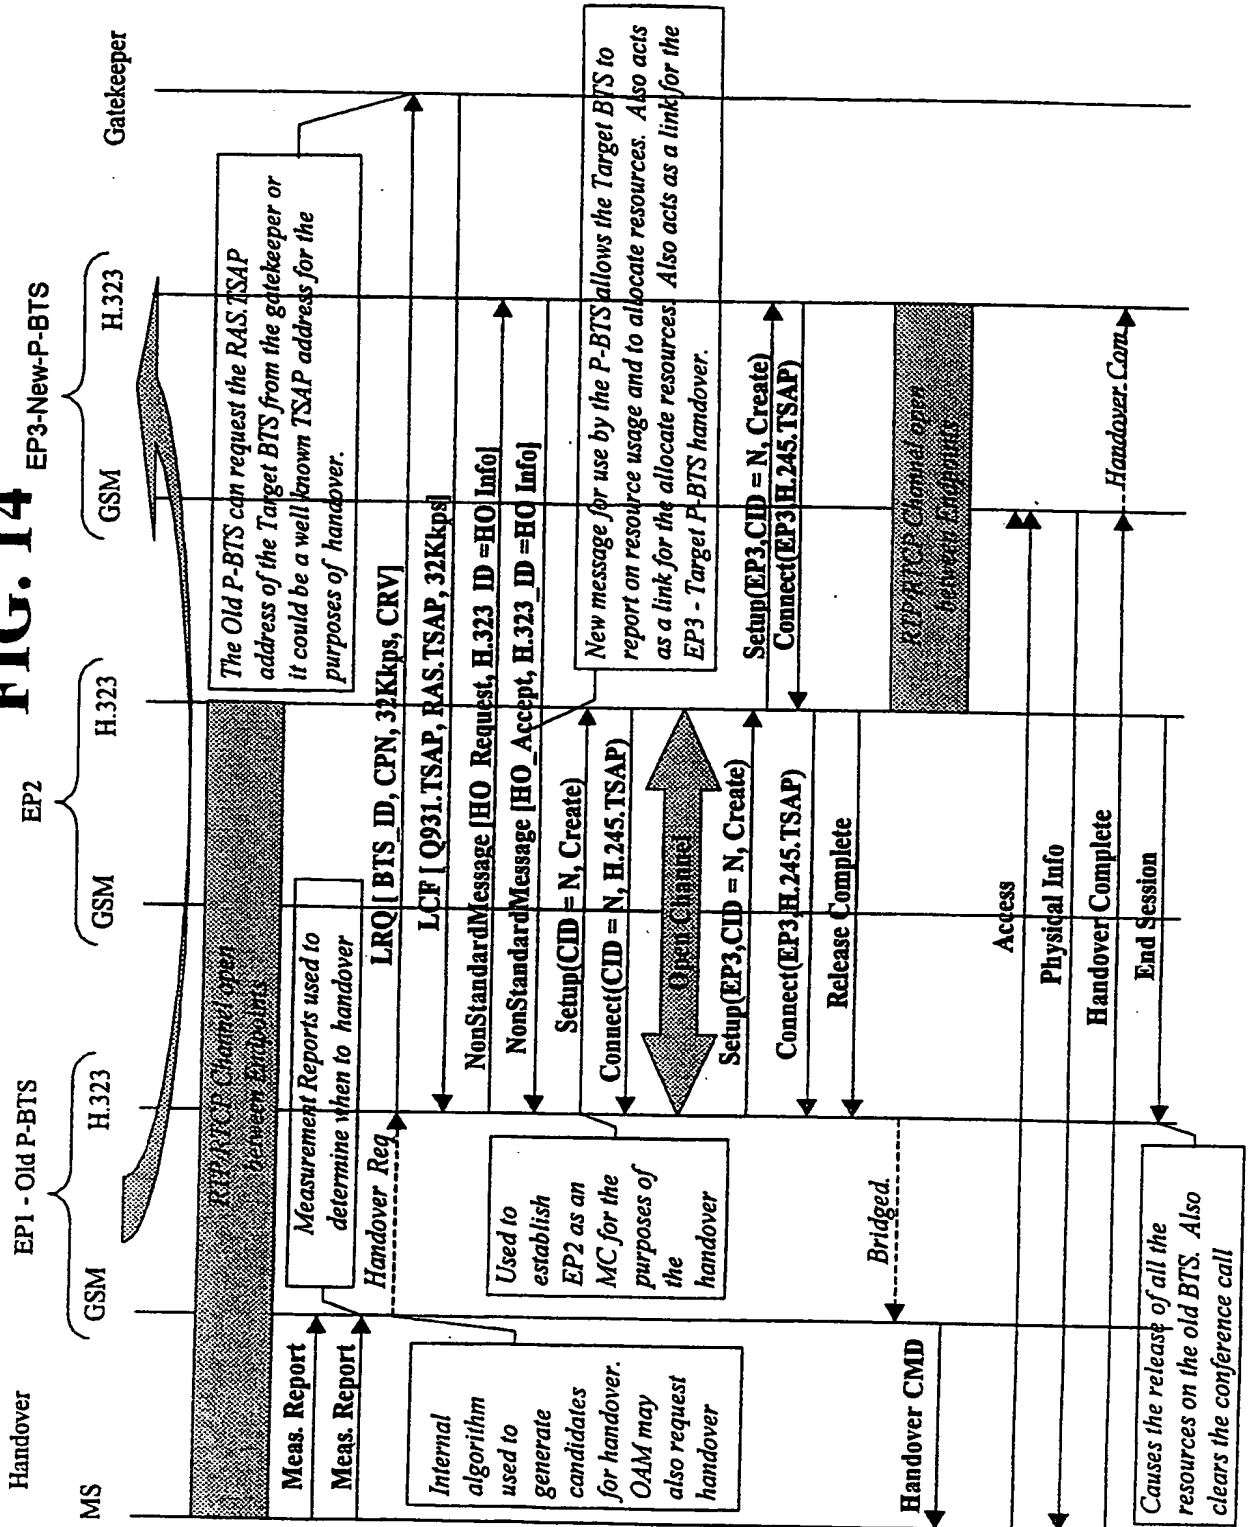 FIG. 14
Handover
MS
EP1 - Old P-BTS
GSM
H.323
EP2
GSM
H.323
EP3-New-P-BTS
GSM
H.323
Gatekeeper
RTP/RTCP Channel open
between Endpoints
The Old P-BTS can request the RAS.TSAP
address of the Target BTS from the gatekeeper or
it could be a well known TSAP address for the
purposes of handover.
Meas. Report
Meas. Report
Measurement Reports used to
determine when to handover
Handover Req
LRQ [ BTS_ID, CPN, 32Kkps, CRV]
LCF [ Q931.TSAP, RAS.TSAP, 32Kkps]
NonStandardMessage [HO_Request, H.323_ID =HO Info]
NonStandardMessage [HO_Accept, H.323_ID =HO Info]
Internal
algorithm
used to
generate
candidates
for handover.
OAM may
also request
handover
Used to
establish
EP2 as an
MC for the
purposes of
the
handover
Setup(CID = N, Create)
Connect(CID = N, H.245.TSAP)
New message for use by the P-BTS allows the Target BTS to
report on resource usage and to allocate resources. Also acts
as a link for the allocate resources. Also acts as a link for the
EP3 - Target P-BTS handover.
Open Channel
Setup(EP3,CID = N, Create)
Setup(EP3,CID = N, Create)
Connect(EP3,H.245.TSAP)
Connect(EP3,H.245.TSAP)
Release Complete
Bridged
RTP/RTCP Channel open
between Endpoints
Handover CMD
Access
Physical Info
Handover Complete
Handover Com
End Session
Causes the release of all the
resources on the old BTS. Also
clears the conference call